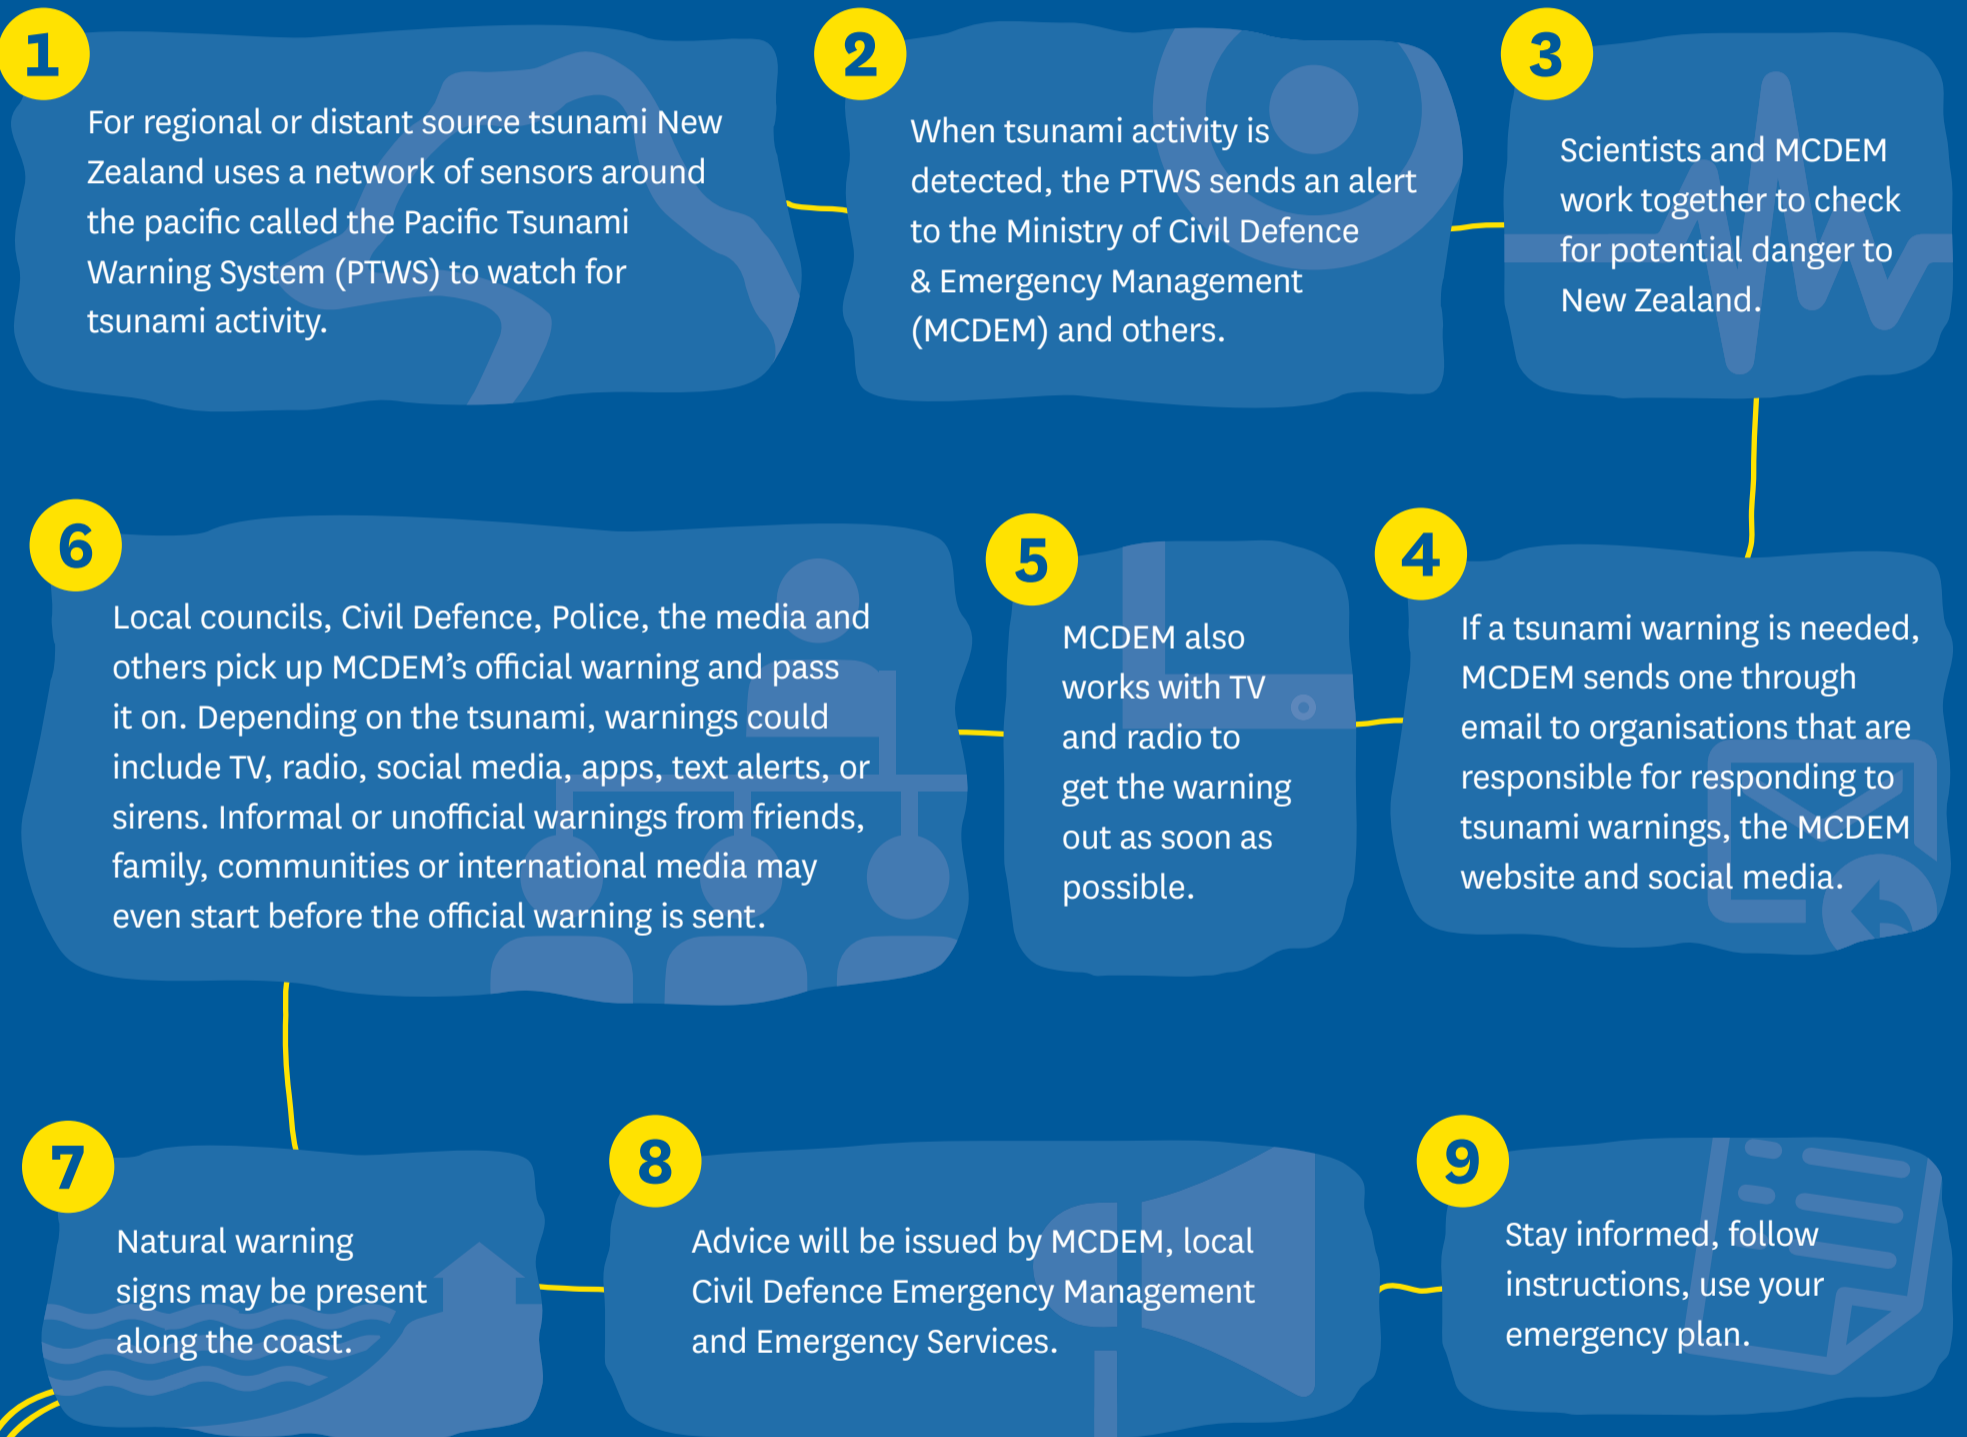 1
For regional or distant source tsunami New
Zealand uses a network of sensors around
the pacific called the Pacific Tsunami
Warning System (PTWS) to watch for
tsunami activity.
2
When tsunami activity is
detected, the PTWS sends an alert
to the Ministry of Civil Defence
& Emergency Management
(MCDEM) and others.
3
Scientists and MCDEM
work together to check
for potential danger to
New Zealand.
4
If a tsunami warning is needed,
MCDEM sends one through
email to organisations that are
responsible for responding to
tsunami warnings, the MCDEM
website and social media.
5
MCDEM also
works with TV
and radio to
get the warning
out as soon as
possible.
6
Local councils, Civil Defence, Police, the media and
others pick up MCDEM’s official warning and pass
it on. Depending on the tsunami, warnings could
include TV, radio, social media, apps, text alerts, or
sirens. Informal or unofficial warnings from friends,
family, communities or international media may
even start before the official warning is sent.
7
Natural warning
signs may be present
along the coast.
8
Advice will be issued by MCDEM, local
Civil Defence Emergency Management
and Emergency Services.
9
Stay informed, follow
instructions, use your
emergency plan.